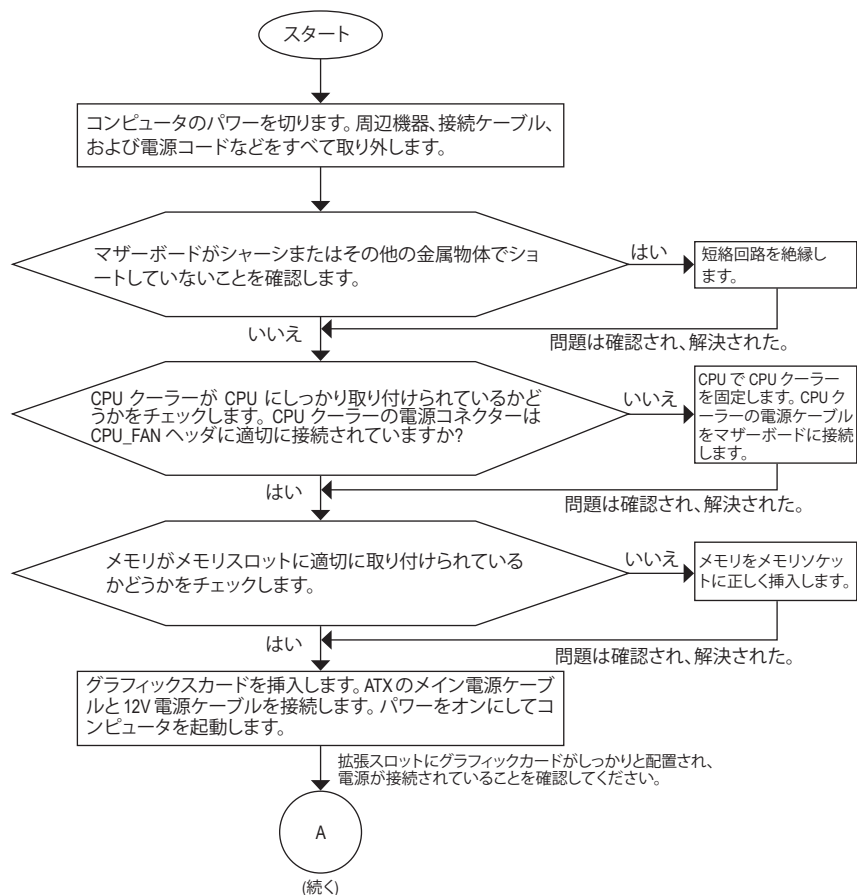 スタート
コンピュータのパワーを切ります。周辺機器、接続ケーブル、
および電源コードなどをすべて取り外します。
マザーボードがシャーシまたはその他の金属物体でショ
ートしていないことを確認します。
はい
短絡回路を絶縁し
ます。
いいえ
問題は確認され、解決された。
CPU クーラーが CPU にしっかり取り付けられているかど
うかをチェックします。CPU クーラーの電源コネクターは
CPU_FAN ヘッダに適切に接続されていますか?
いいえ
CPU で CPU クーラー
を固定します。CPU ク
ーラーの電源ケーブル
をマザーボードに接続
します。
はい
問題は確認され、解決された。
メモリがメモリスロットに適切に取り付けられている
かどうかをチェックします。
いいえ
メモリをメモリソケッ
トに正しく挿入します。
はい
問題は確認され、解決された。
グラフィックスカードを挿入します。ATXのメイン電源ケーブ
ルと 12V 電源ケーブルを接続します。パワーをオンにしてコ
ンピュータを起動します。
拡張スロットにグラフィックカードがしっかりと配置され、
電源が接続されていることを確認してください。
A
(続く)